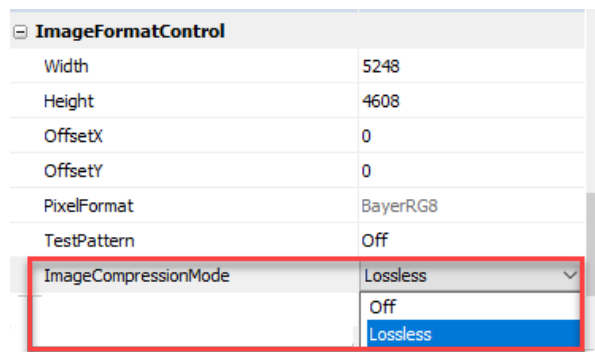 ImageFormatControl
Width 5248
Height 4608
OffsetX 0
OffsetY 0
PixelFormat BayerRG8
TestPattern Off
ImageCompressionMode Lossless
Off
Lossless